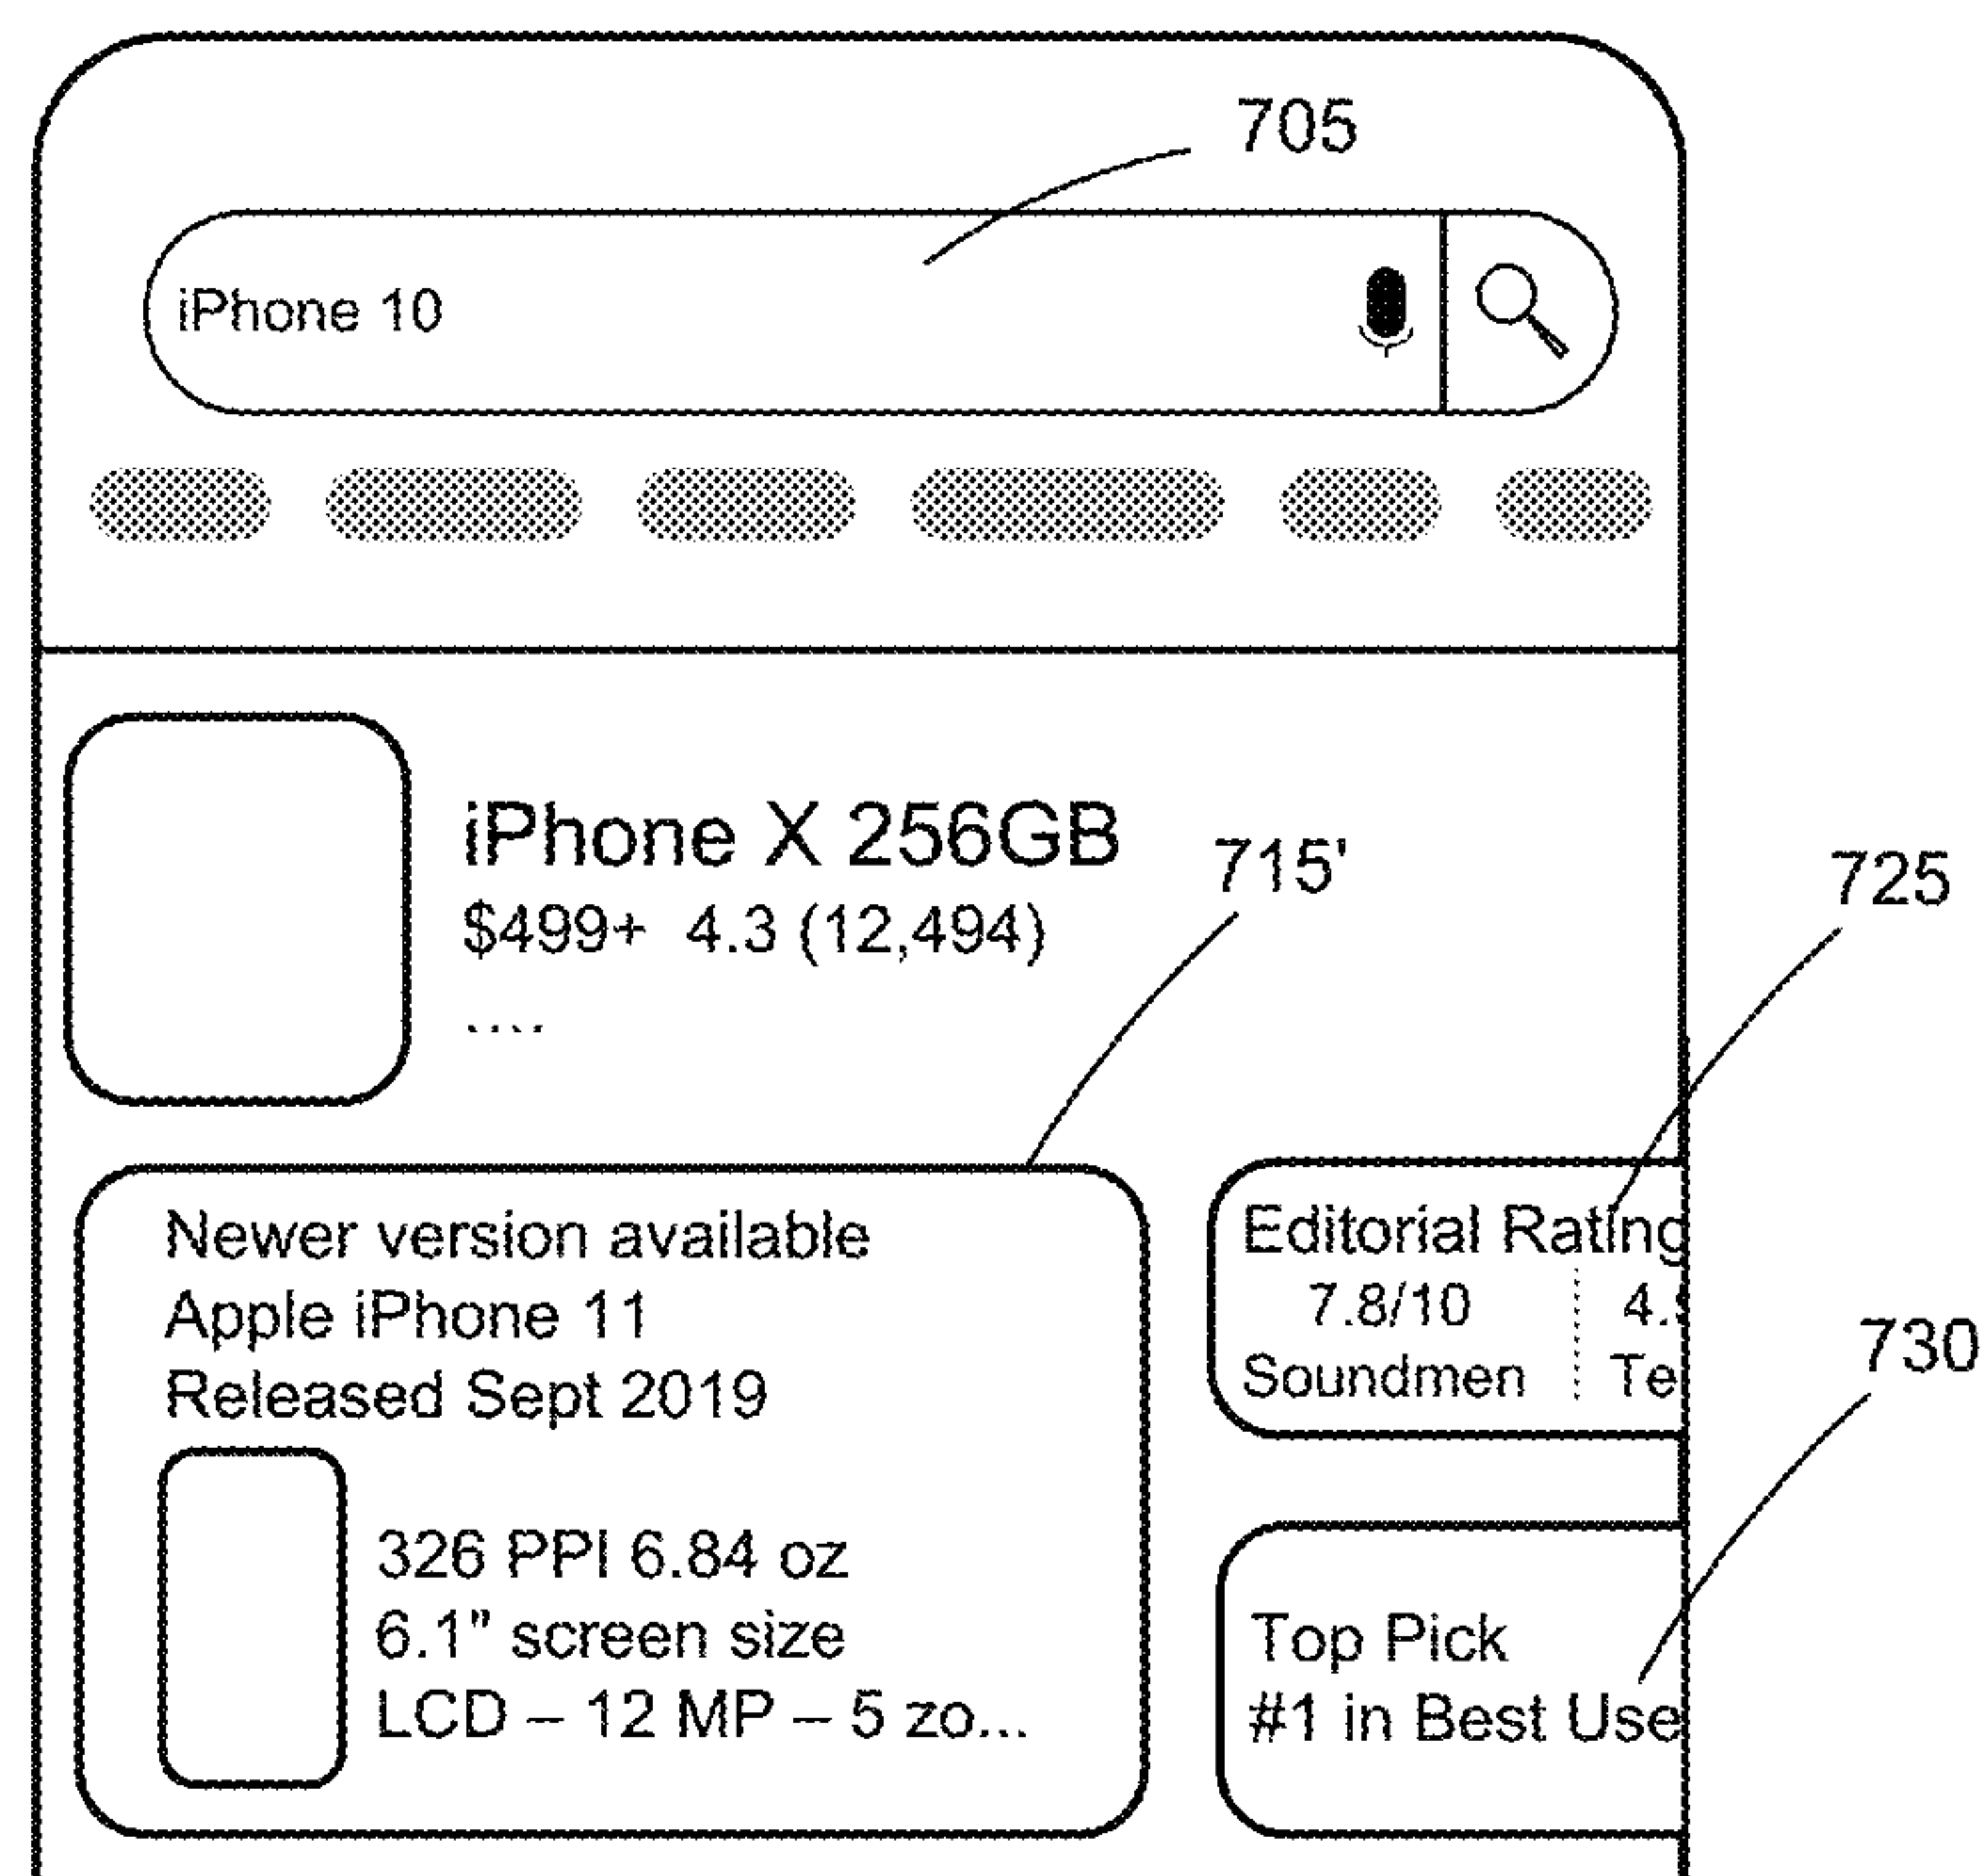 705
iPhone 10
iPhone X 256GB
$499+ 4.3 (12,494)
715'
725
Newer version available
Apple iPhone 11
Released Sept 2019
326 PPI 6.84 oz
6.1" screen size
LCD – 12 MP – 5 zo...
Editorial Rating
7.8/10
Soundmen
4.
Te
730
Top Pick
#1 in Best Use